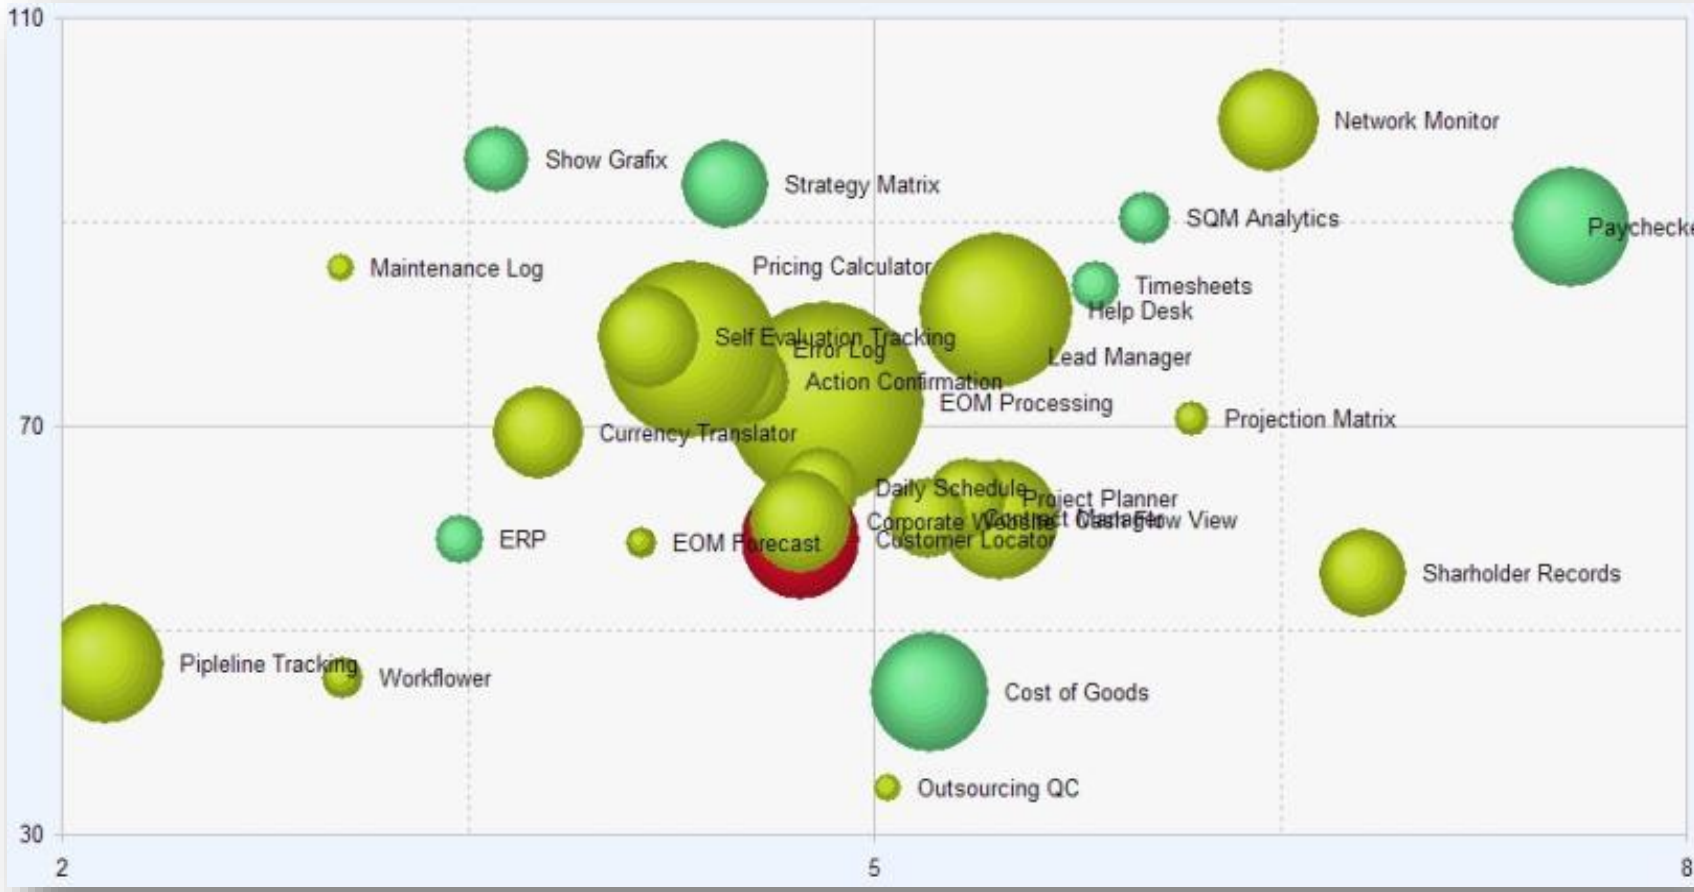 110
Network Monitor
Show Grafix
Strategy Matrix
SQM Analytics
Paychecke
Pricing Calculator
Maintenance Log
Timesheets
Help Desk
Self Evaluation Tracking
Error Log
Lead Manager
Action Confirmation
EOM Processing
Projection Matrix
70
Currency Translator
Daily Schedule
Project Planner
Corporate Website
Contract Manager
Cash Flow View
ERP
EOM Forecast
Customer Locator
Sharholder Records
Pipleline Tracking
Workflower
Cost of Goods
Outsourcing QC
30
2
5
8